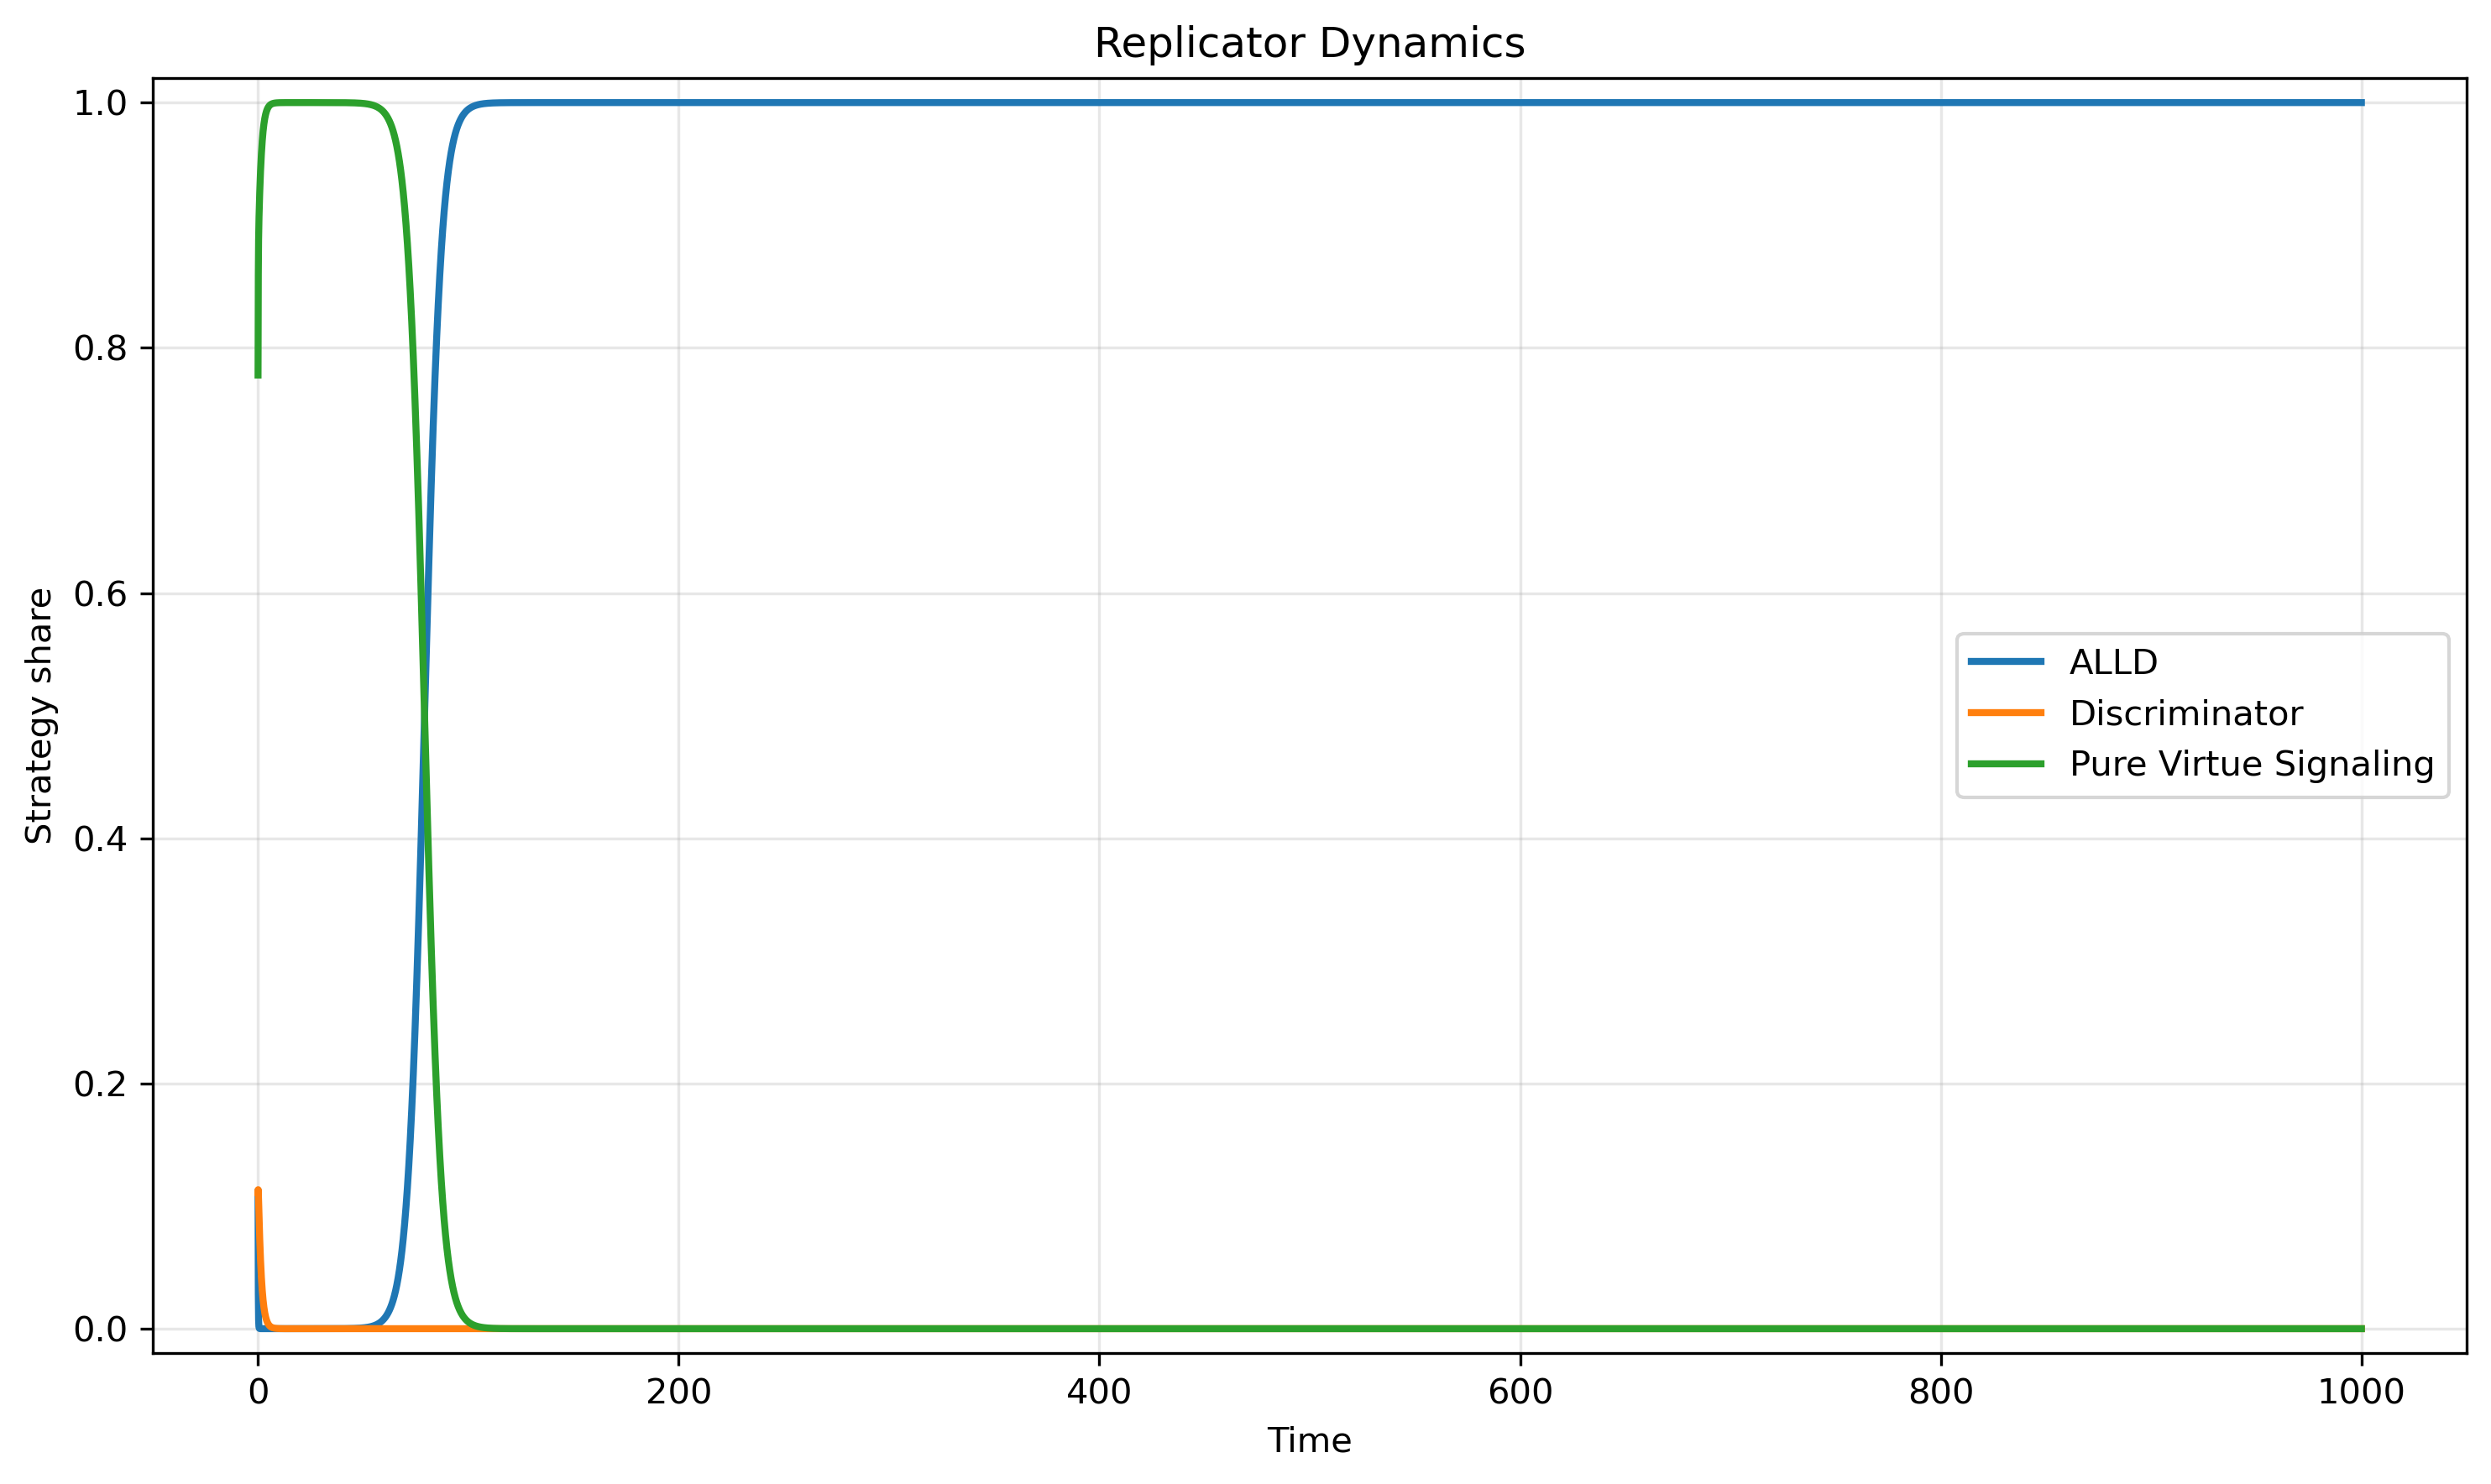 Replicator Dynamics
Strategy share
1.0
0.8
0.6
0.4
0.2
0.0
ALLD
Discriminator
Pure Virtue Signaling
0 200 400 600 800 1000
Time